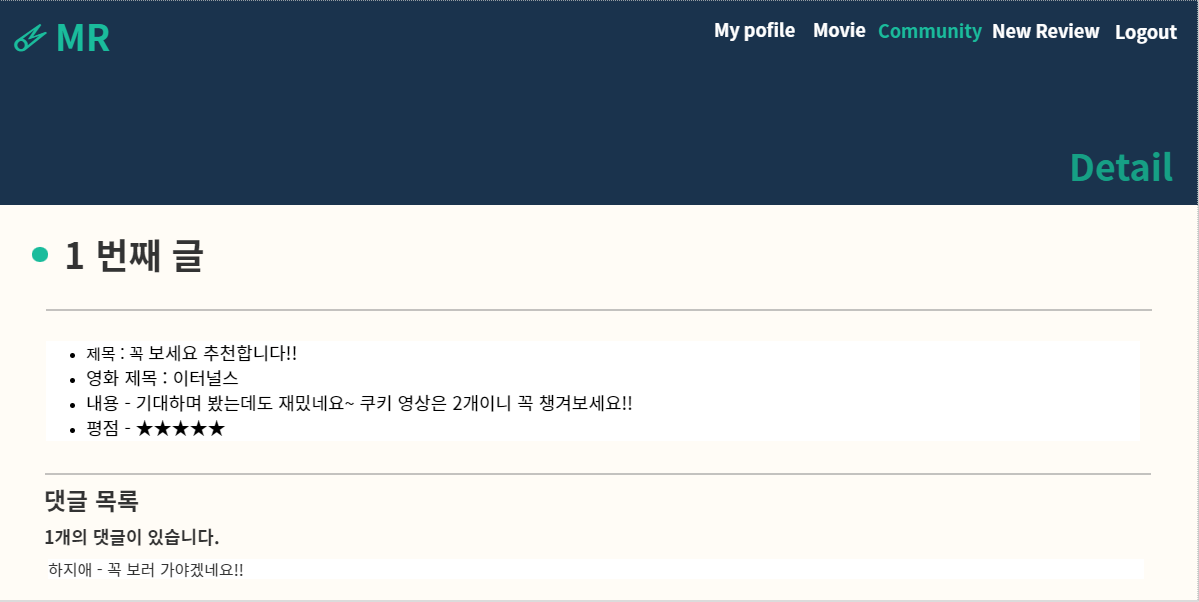 MR
My pofile Movie Community New Review Logout
Detail
1 번째 글
제목 : 꼭 보세요 추천합니다!!
영화 제목 : 이터널스
내용 - 기대하며 봤는데도 재밌네요~ 쿠키 영상은 2개이니 꼭 챙겨보세요!!
평점 - ★★★★★
댓글 목록
1개의 댓글이 있습니다.
하지애 - 꼭 보러 가야겠네요!!